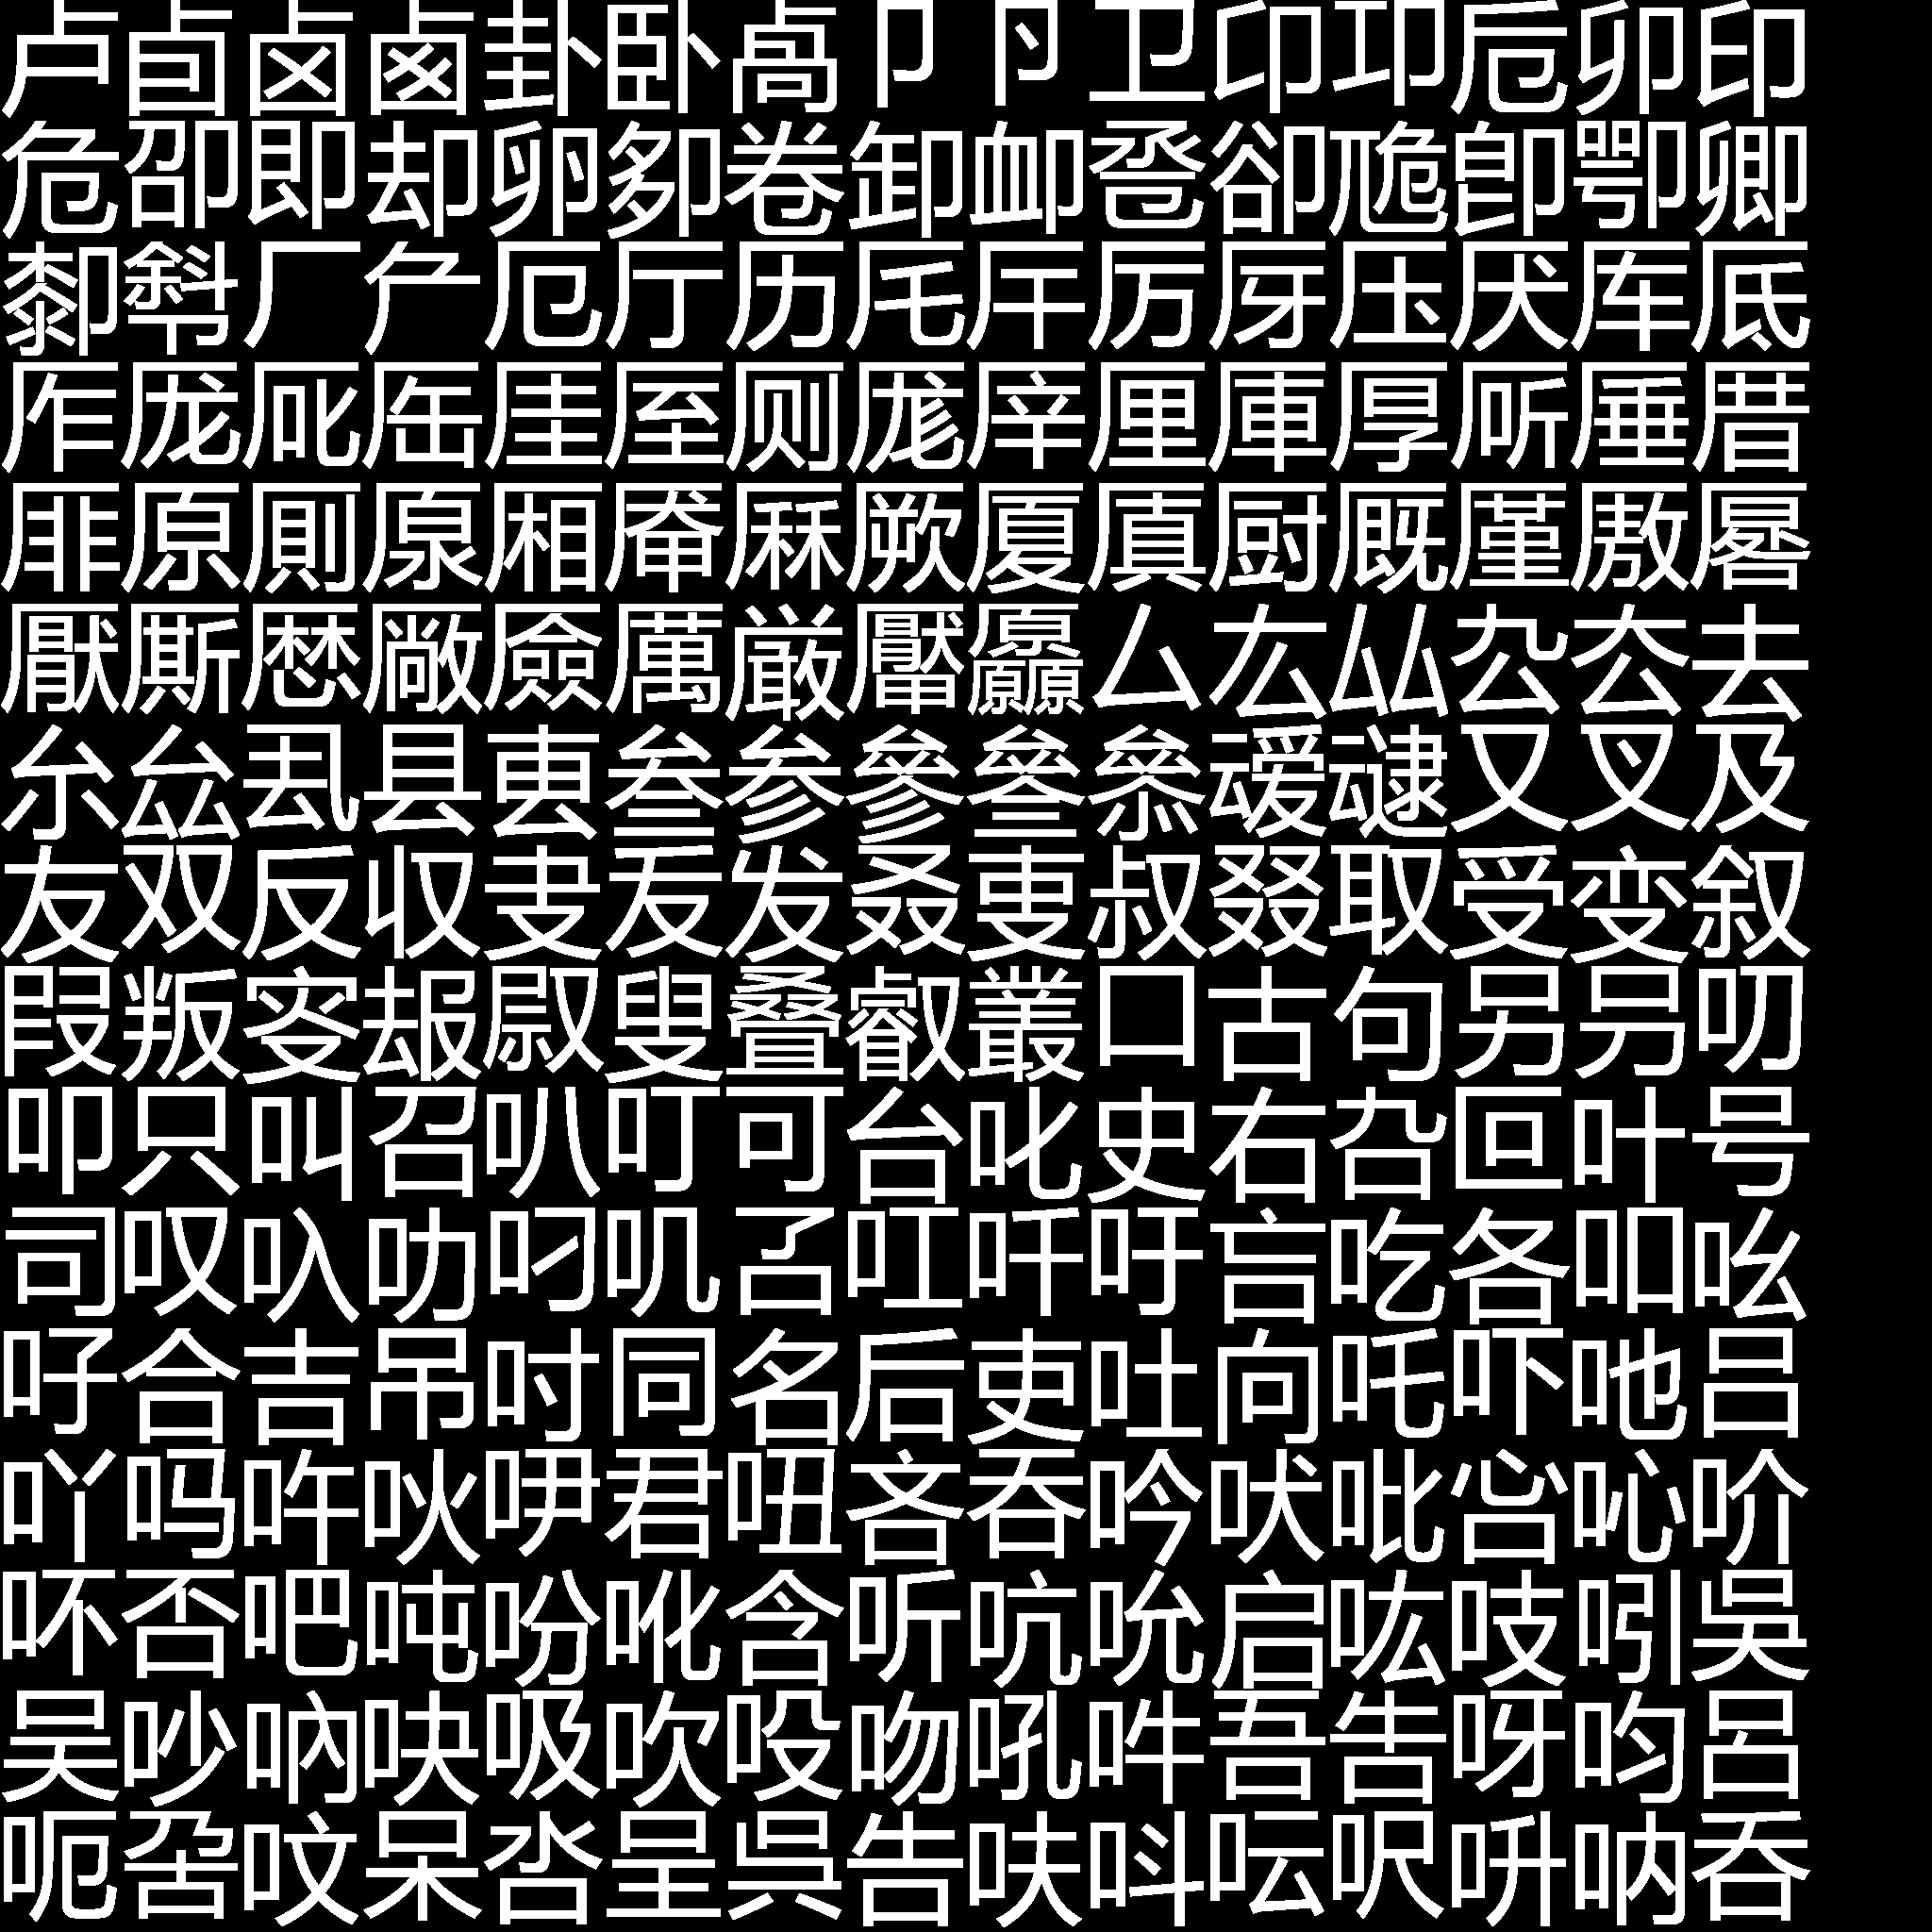 卢卣卤卥卦卧卨卩卪卫卬卭卮卯印
危卲即却卵卶卷卸卹卺卻卼卽卾卿
厀厁厂厃厄厅历厇厈厉厊压厌厍厎
厏厐厑厒厓厔厕厖厗厘厙厚厛厜厝
厞原厠厡厢厣厤厥厦厧厨厩厪厫厬
厭厮厯厰厱厲厳厴厵厶厷厸厹厺去
厼厽厾县叀叁参參叄叅叆叇又叉及
友双反収叏叐发叒叓叔叕取受变叙
叚叛叜叝叞叟叠叡叢口古句另叧叨
叩只叫召叭叮可台叱史右叴叵叶号
司叹叺叻叼叽叾叿吀吁吂吃各吅吆
吇合吉吊吋同名后吏吐向吒吓吔吕
吖吗吘吙吚君吜吝吞吟吠吡吢吣吤
吥否吧吨吩吪含听吭吮启吰吱吲吳
吴吵吶吷吸吹吺吻吼吽吾吿呀呁呂
呃呄呅呆呇呈呉告呋呌呍呎呏呐呑